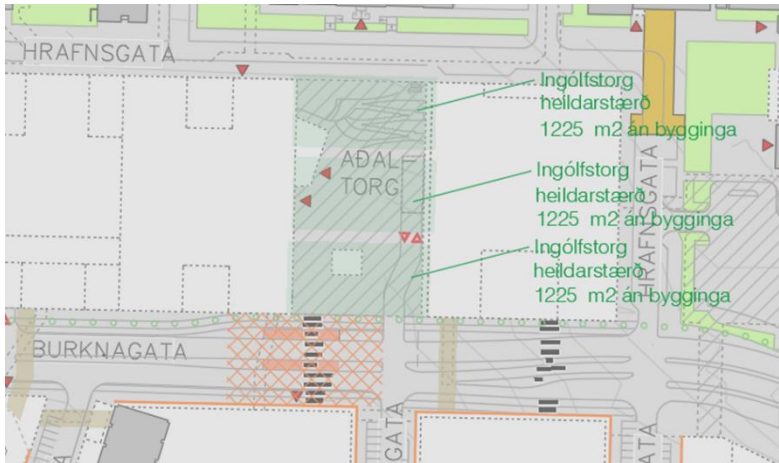 HRAFNSGATA
Ingólfstorg
heildarstærð
1225 m2 án bygginga
AÐAL
TORG
Ingólfstorg
heildarstærð
1225 m2 án bygginga
HRAFNSGATA
Ingólfstorg
heildarstærð
1225 m2 án bygginga
BURKNAGATA
GATA
ATA
A